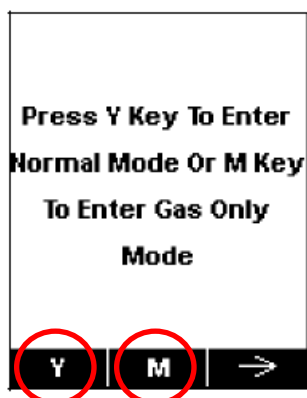 Press Y Key To Enter
Normal Mode Or M Key
To Enter Gas Only
Mode
Y M →